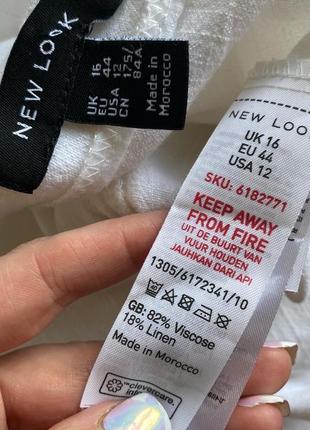 NEW LOOK
UK 16
EU 44
USA 12
CN 175/84A
Made in
Morocco
NEW LOOK
UK 16
EU 44
USA 12
SKU: 6182771
KEEP AWAY
FROM FIRE
UIT DE BUURT VAN
VUUR HOUDEN
JAUHKAN DARI API
1305/6172341/10
GB: 82% Viscose
18% Linen
Made in Morocco
clevercare.